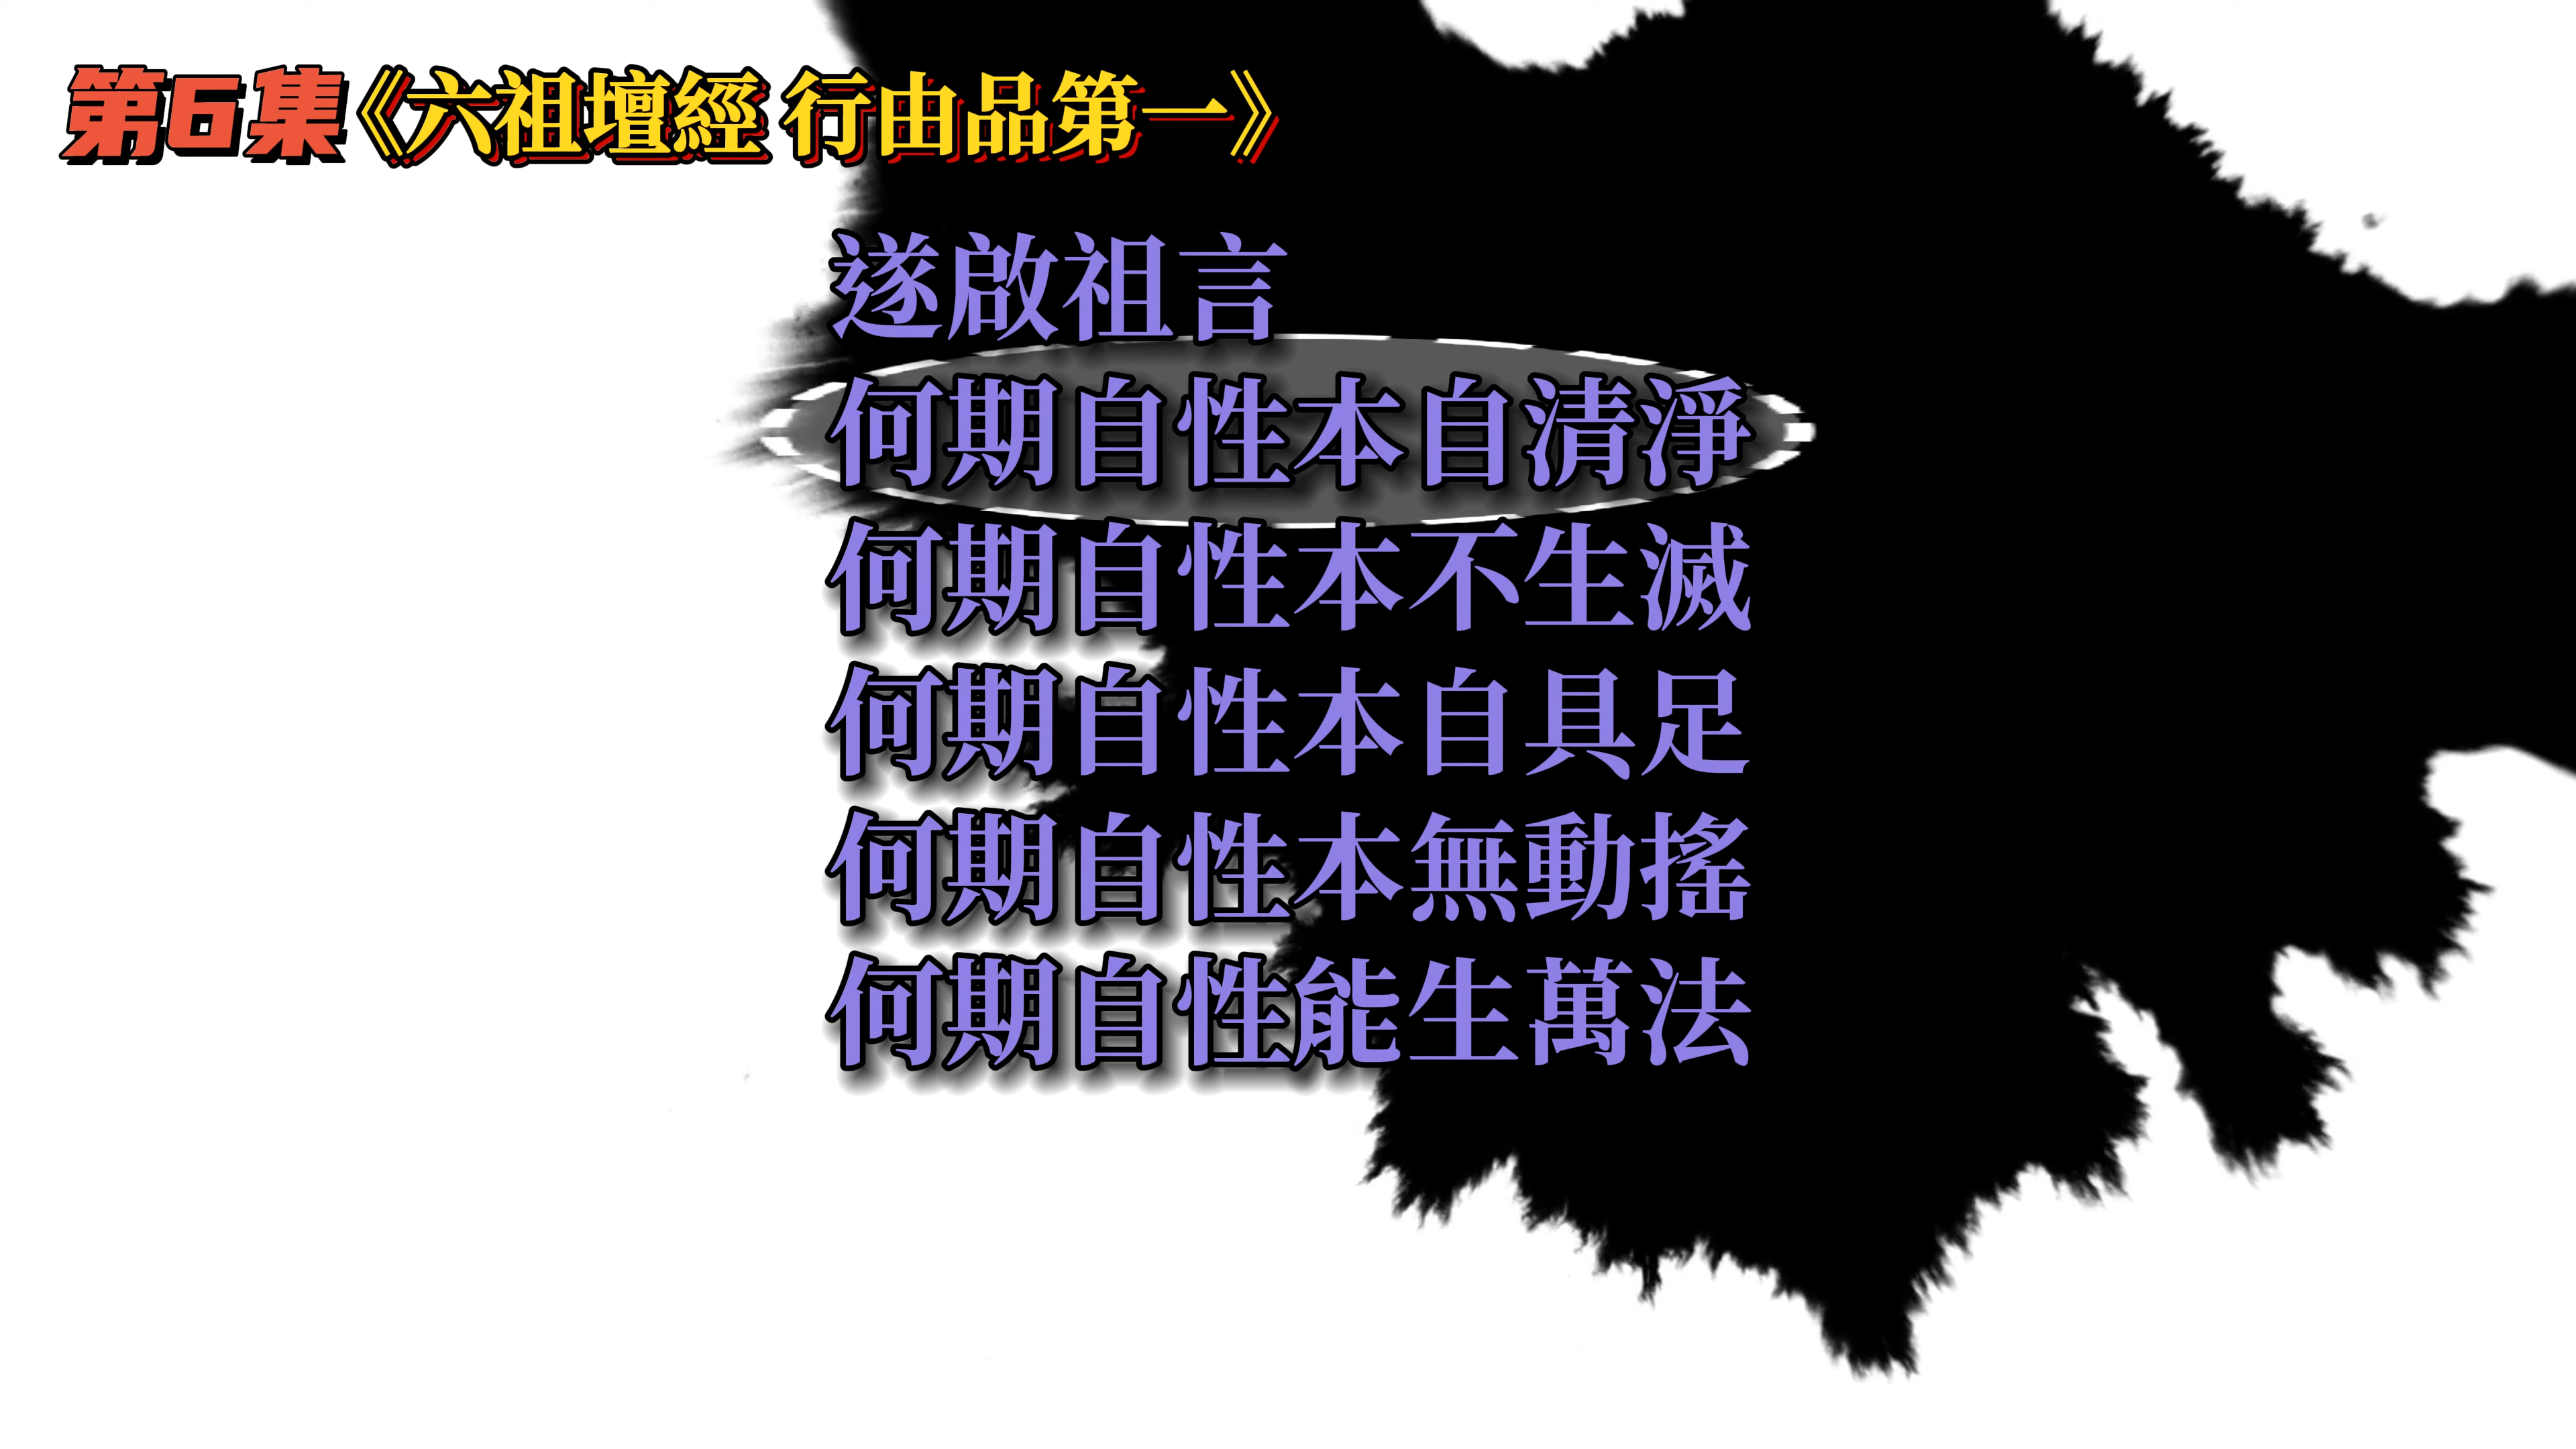 第6集《六祖壇經 行由品第一》
遂啟祖言
何期自性本自清淨
何期自性本不生滅
何期自性本自具足
何期自性本無動搖
何期自性能生萬法